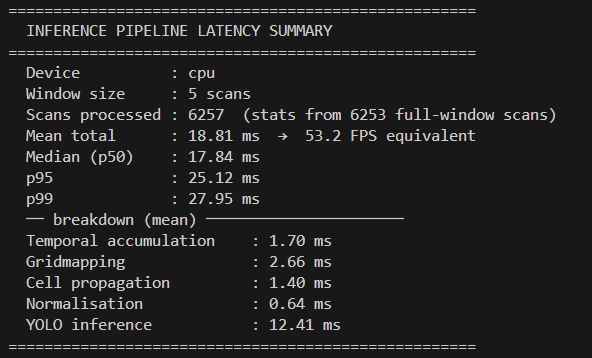 ====================================================
INFERENCE PIPELINE LATENCY SUMMARY
====================================================
Device           : cpu
Window size      : 5 scans
Scans processed : 6257  (stats from 6253 full-window scans)
Mean total       : 18.81 ms  →  53.2 FPS equivalent
Median (p50)     : 17.84 ms
p95              : 25.12 ms
p99              : 27.95 ms
── breakdown (mean) ──────────────────────
Temporal accumulation    : 1.70 ms
Gridmapping              : 2.66 ms
Cell propagation         : 1.40 ms
Normalisation            : 0.64 ms
YOLO inference           : 12.41 ms
====================================================